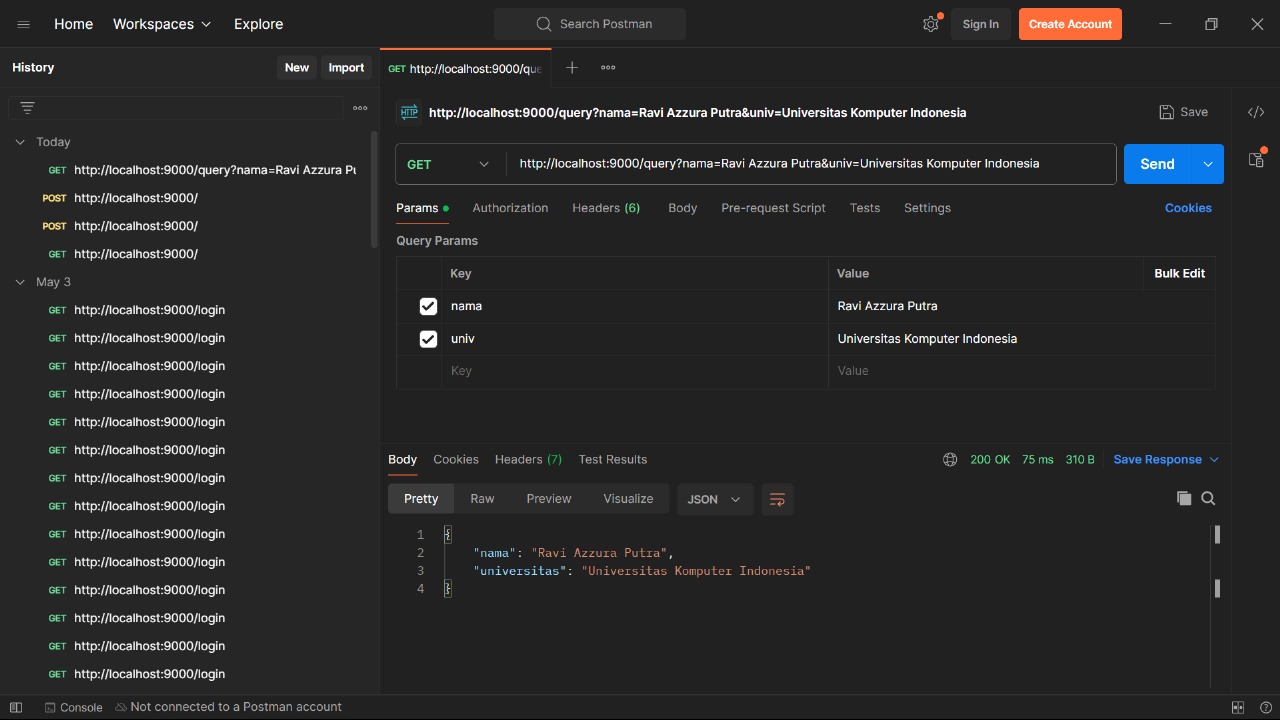 Home Workspaces Explore Search Postman Sign In Create Account
History New Import
GET http://localhost:9000/que
HTTP http://localhost:9000/query?nama=Ravi Azzura Putra&univ=Universitas Komputer Indonesia Save
Today
GET http://localhost:9000/query?nama=Ravi Azzura Pu
POST http://localhost:9000/
POST http://localhost:9000/
GET http://localhost:9000/
May 3
GET http://localhost:9000/login
GET http://localhost:9000/login
GET http://localhost:9000/login
GET http://localhost:9000/login
GET http://localhost:9000/login
GET http://localhost:9000/login
GET http://localhost:9000/login
GET http://localhost:9000/login
GET http://localhost:9000/login
GET http://localhost:9000/login
GET http://localhost:9000/login
GET http://localhost:9000/login
GET http://localhost:9000/login
GET http://localhost:9000/login
GET http://localhost:9000/query?nama=Ravi Azzura Putra&univ=Universitas Komputer Indonesia Send
Params Authorization Headers (6) Body Pre-request Script Tests Settings Cookies
Query Params
Key Value Bulk Edit
nama Ravi Azzura Putra
univ Universitas Komputer Indonesia
Key Value
Body Cookies Headers (7) Test Results 200 OK 75 ms 310 B Save Response
Pretty Raw Preview Visualize JSON
1 {
2 "nama": "Ravi Azzura Putra",
3 "universitas": "Universitas Komputer Indonesia"
4 }
Console Not connected to a Postman account